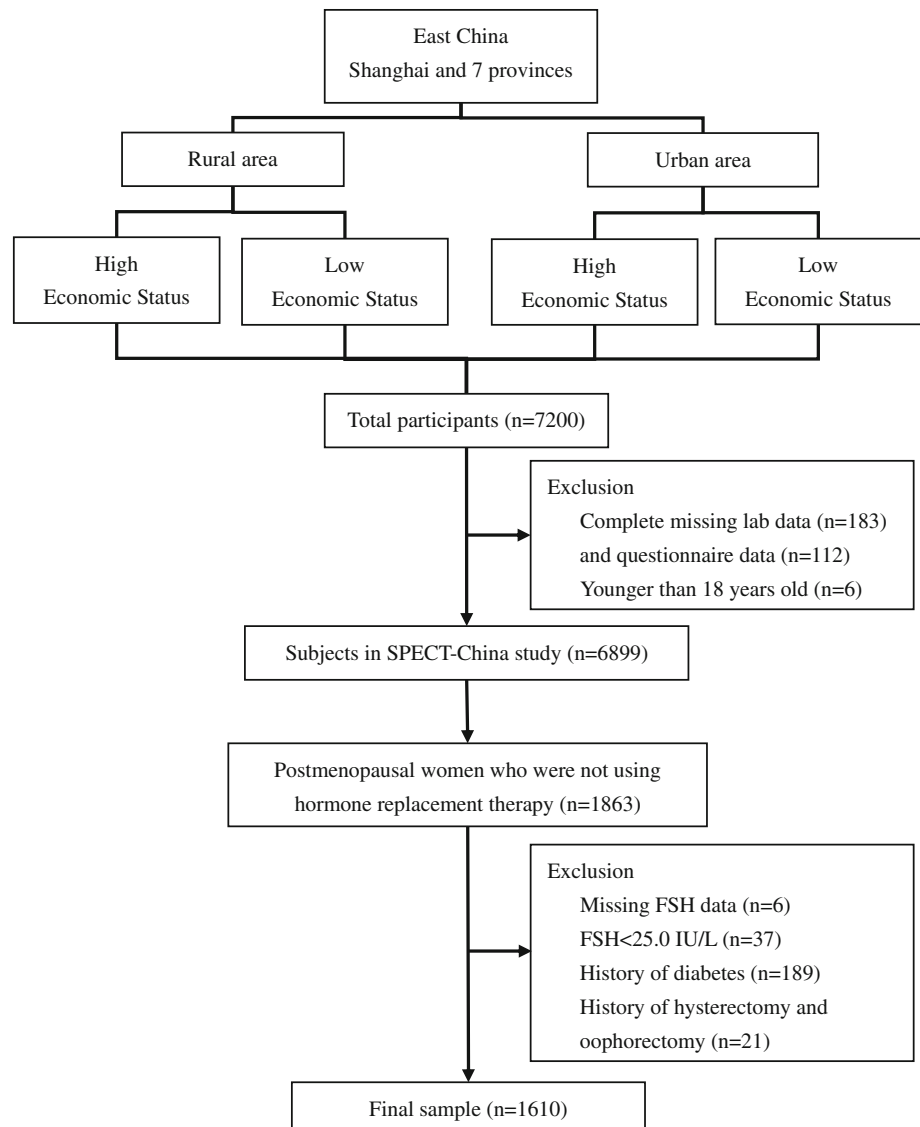 East China
Shanghai and 7 provinces
Rural area
Urban area
High
Economic Status
Low
Economic Status
High
Economic Status
Low
Economic Status
Total participants (n=7200)
Exclusion
Complete missing lab data (n=183)
and questionnaire data (n=112)
Younger than 18 years old (n=6)
Subjects in SPECT-China study (n=6899)
Postmenopausal women who were not using
hormone replacement therapy (n=1863)
Exclusion
Missing FSH data (n=6)
FSH<25.0 IU/L (n=37)
History of diabetes (n=189)
History of hysterectomy and
oophorectomy (n=21)
Final sample (n=1610)